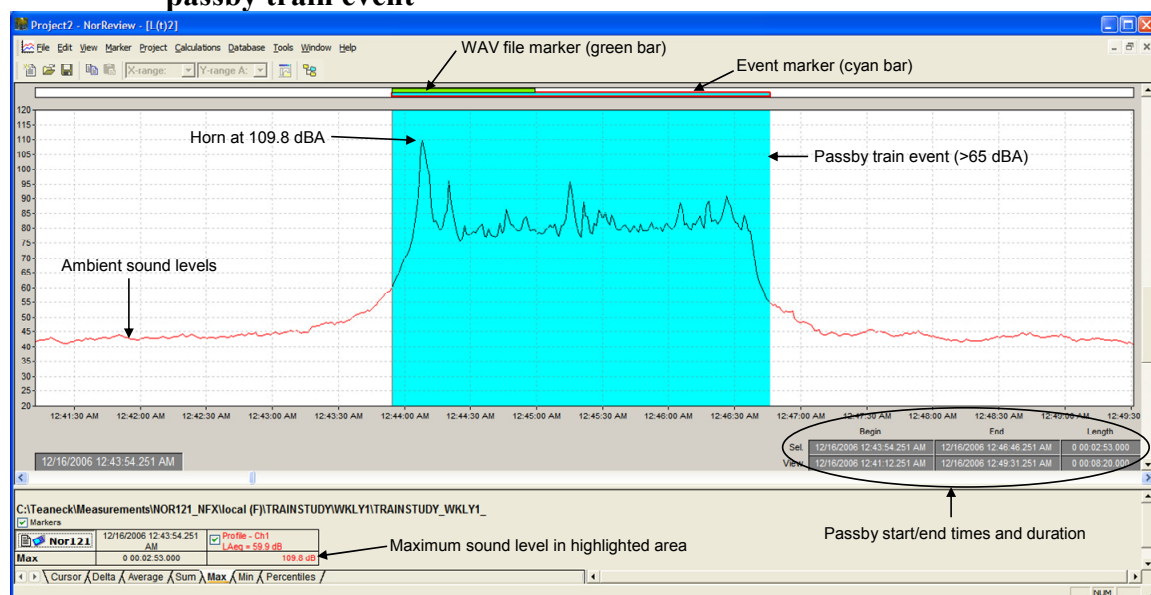 passby train event
Project2 - NorReview - [L(t)2]
File Edit View Marker Project Calculations Database Tools Window Help
X-range: Y-range A:
WAV file marker (green bar)
Event marker (cyan bar)
120
115
110
105
100
95
90
85
80
75
70
65
60
55
50
45
40
35
30
25
20
Horn at 109.8 dBA
Passby train event (>65 dBA)
Ambient sound levels
12:41:30 AM 12:42:00 AM 12:42:30 AM 12:43:00 AM 12:43:30 AM 12:44:00 AM 12:44:30 AM 12:45:00 AM 12:45:30 AM 12:46:00 AM 12:46:30 AM 12:47:00 AM 12:47:30 AM 12:48:00 AM 12:48:30 AM 12:49:00 AM 12:49:30
Begin End Length
Sel. 12/16/2006 12:43:54.251 AM 12/16/2006 12:46:46.251 AM 0 00:02:53.000
View 12/16/2006 12:41:12.251 AM 12/16/2006 12:49:31.251 AM 0 00:08:20.000
12/16/2006 12:43:54.251 AM
C:\Teaneck\Measurements\NOR121_NFX\local (F)\TRAINSTUDY\WKLY1\TRAINSTUDY_WKLY1_
Markers
Nor121 12/16/2006 12:43:54.251 AM Profile - Ch1
LAeq = 59.9 dB
Max 0 00:02:53.000 109.8 dB
Maximum sound level in highlighted area
Passby start/end times and duration
Cursor Delta Average Sum Max Min Percentiles
NUM